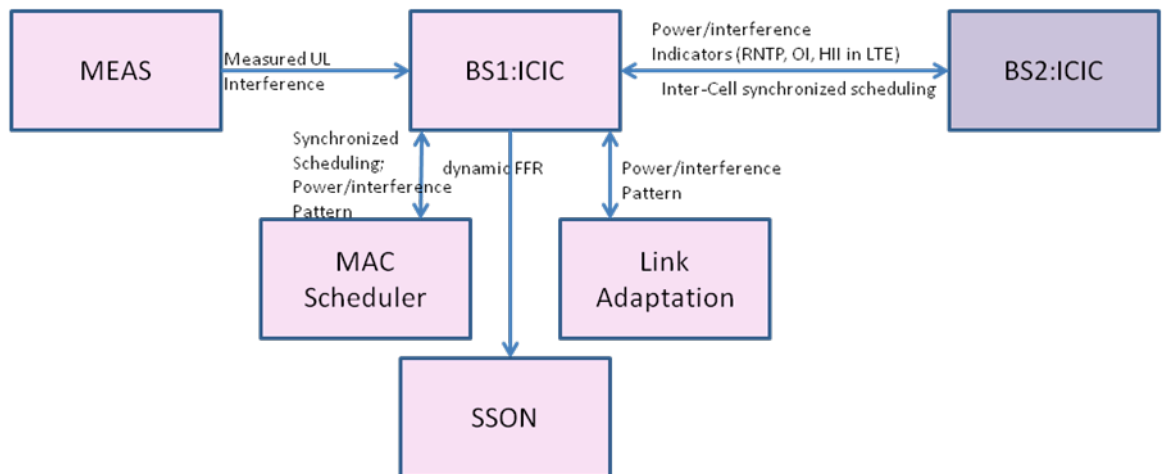 MEAS
Measured UL
Interference
BS1:ICIC
Power/interference
Indicators (RNTP, OI, HII in LTE)
Inter-Cell synchronized scheduling
BS2:ICIC
Synchronized
Scheduling;
Power/interference
Pattern
dynamic FFR
Power/interference
Pattern
MAC
Scheduler
Link
Adaptation
SSON